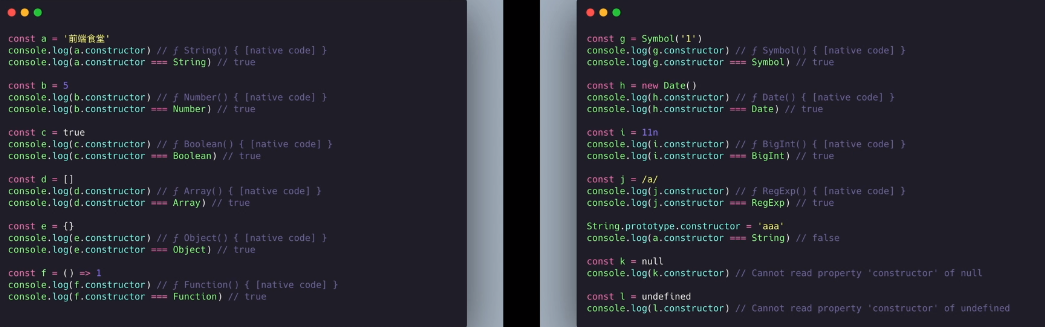 const a = '前端食堂'
console.log(a.constructor) // ƒ String() { [native code] }
console.log(a.constructor === String) // true
const b = 5
console.log(b.constructor) // ƒ Number() { [native code] }
console.log(b.constructor === Number) // true
const c = true
console.log(c.constructor) // ƒ Boolean() { [native code] }
console.log(c.constructor === Boolean) // true
const d = []
console.log(d.constructor) // ƒ Array() { [native code] }
console.log(d.constructor === Array) // true
const e = {}
console.log(e.constructor) // ƒ Object() { [native code] }
console.log(e.constructor === Object) // true
const f = () => 1
console.log(f.constructor) // ƒ Function() { [native code] }
console.log(f.constructor === Function) // true
const g = Symbol('1')
console.log(g.constructor) // ƒ Symbol() { [native code] }
console.log(g.constructor === Symbol) // true
const h = new Date()
console.log(h.constructor) // ƒ Date() { [native code] }
console.log(h.constructor === Date) // true
const i = 11n
console.log(i.constructor) // ƒ BigInt() { [native code] }
console.log(i.constructor === BigInt) // true
const j = /a/
console.log(j.constructor) // ƒ RegExp() { [native code] }
console.log(j.constructor === RegExp) // true
String.prototype.constructor = 'aaa'
console.log(a.constructor === String) // false
const k = null
console.log(k.constructor) // Cannot read property 'constructor' of null
const l = undefined
console.log(l.constructor) // Cannot read property 'constructor' of undefined